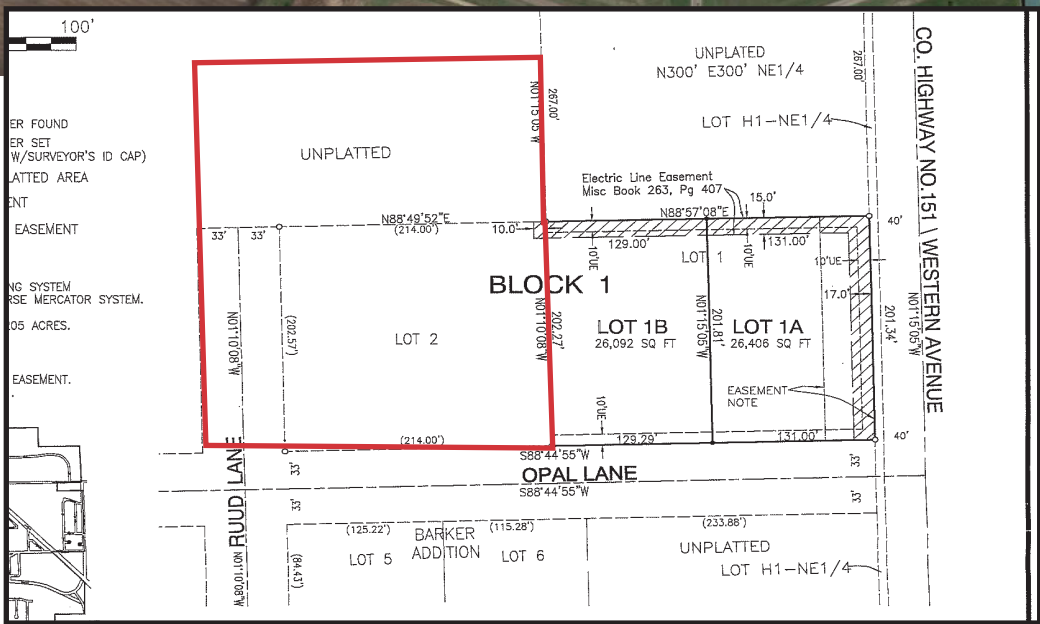 100'
UNPLATED
N300' E300' NE1/4
267.00'
CO. HIGHWAY NO.151 \ WESTERN AVENUE
N01°15'05"W
267.00'
LOT H1-NE1/4
ER FOUND
ER SET
W/SURVEYOR'S ID CAP)
LATTED AREA
ENT
EASEMENT
UNPLATTED
Electric Line Easement
Misc Book 263, Pg 407
15.0'
N88°49'52"E
(214.00')
10.0'
N88°57'08"E
40'
33'
33'
129.00'
131.00'
10'UE
10'UE
10'UE
LOT 1
NG SYSTEM
RSE MERCATOR SYSTEM.
BLOCK 1
17.0'
205 ACRES.
N01°10'08"W
(202.57')
LOT 2
N01°10'08"W
202.27'
LOT 1B
26,092 SQ FT
N01°15'05"W
201.81'
LOT 1A
26,406 SQ FT
201.34'
N01°15'05"W
EASEMENT.
EASEMENT
NOTE
10'UE
(214.00')
129.29'
131.00'
40'
S88°44'55"W
RUUD LANE
33'
OPAL LANE
33'
S88°44'55"W
33'
33'
(125.22')
(115.28')
(233.88')
BARKER
ADDITION
LOT 5
LOT 6
UNPLATTED
LOT H1-NE1/4
(84.43')
N01°10'08"W